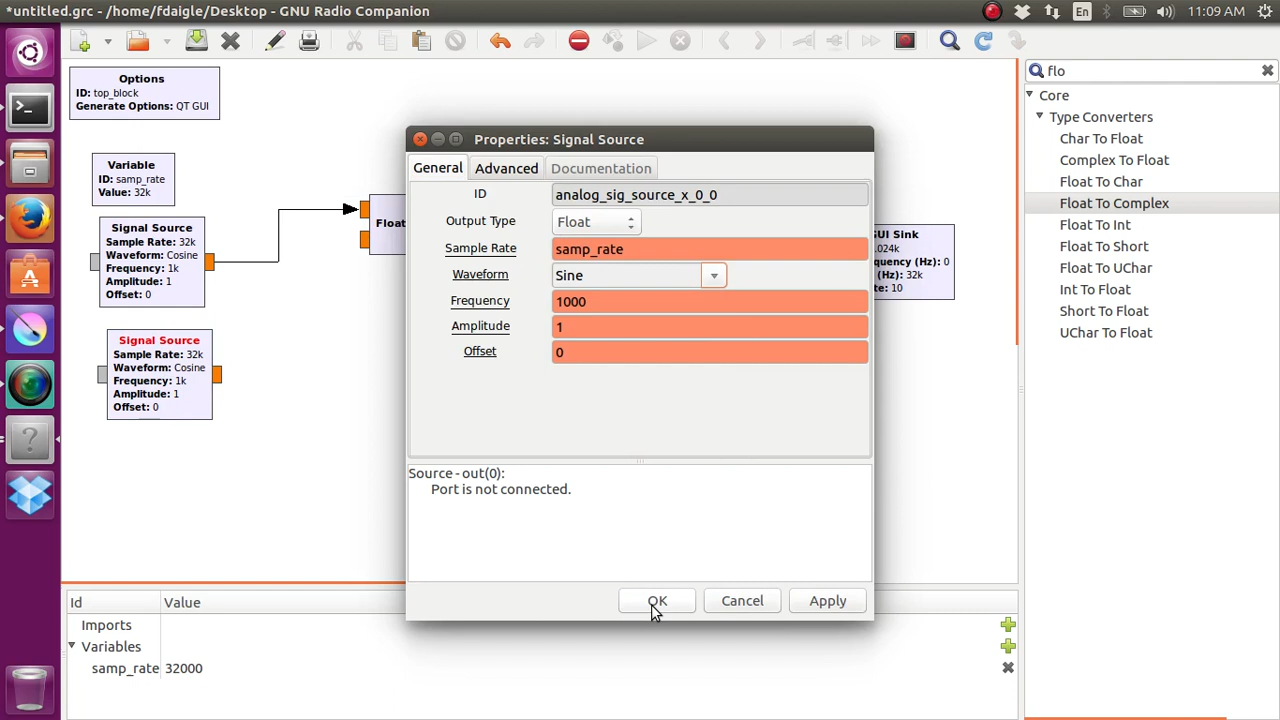 *untitled.grc - /home/fdaigle/Desktop - GNU Radio Companion
En
11:09 AM
Options
ID: top_block
Generate Options: QT GUI
Variable
ID: samp_rate
Value: 32k
Signal Source
Sample Rate: 32k
Waveform: Cosine
Frequency: 1k
Amplitude: 1
Offset: 0
Signal Source
Sample Rate: 32k
Waveform: Cosine
Frequency: 1k
Amplitude: 1
Offset: 0
Float
Properties: Signal Source
General Advanced Documentation
ID analog_sig_source_x_0_0
Output Type Float
Sample Rate samp_rate
Waveform Sine
Frequency 1000
Amplitude 1
Offset 0
Source - out(0):
Port is not connected.
OK Cancel Apply
GUI Sink
.024k
quency (Hz): 0
(Hz): 32k
te: 10
flo
Core
Type Converters
Char To Float
Complex To Float
Float To Char
Float To Complex
Float To Int
Float To Short
Float To UChar
Int To Float
Short To Float
UChar To Float
Id Value
Imports
Variables
samp_rate 32000